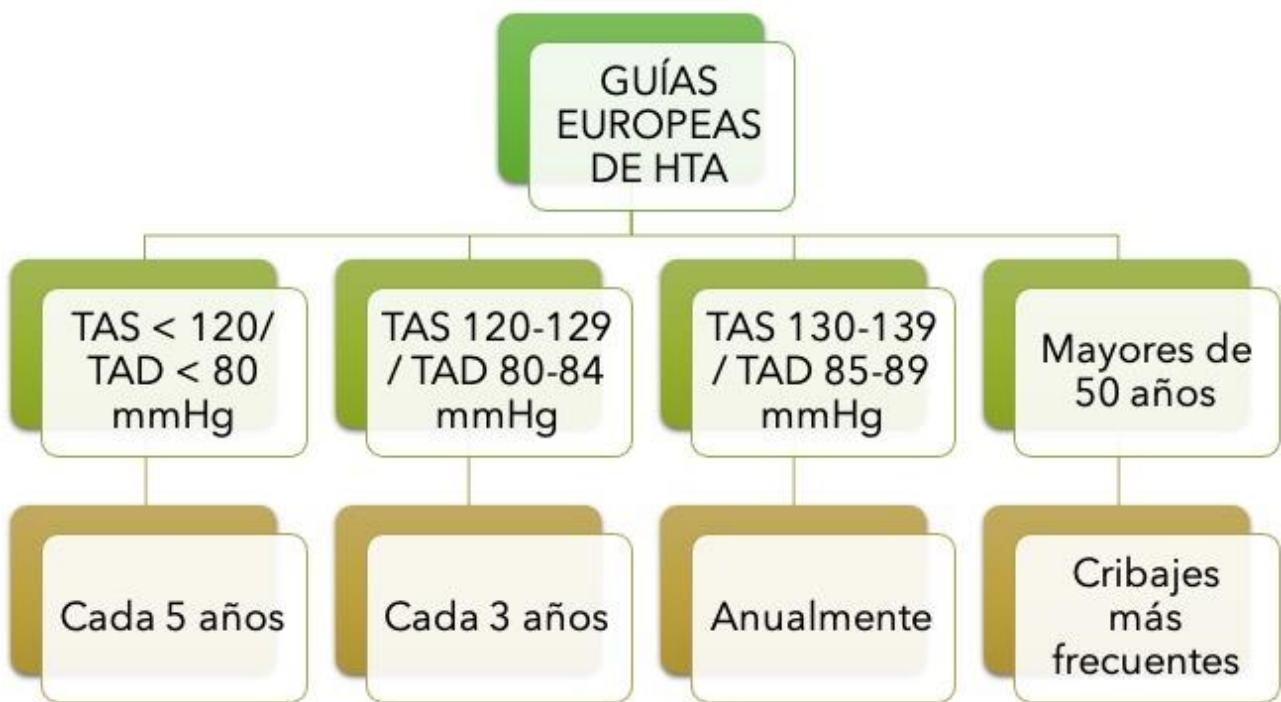 GUÍAS
EUROPEAS
DE HTA
TAS < 120/
TAD < 80
mmHg
TAS 120-129
/ TAD 80-84
mmHg
TAS 130-139
/ TAD 85-89
mmHg
Mayores de
50 años
Cada 5 años
Cada 3 años
Anualmente
Cribajes
más
frecuentes